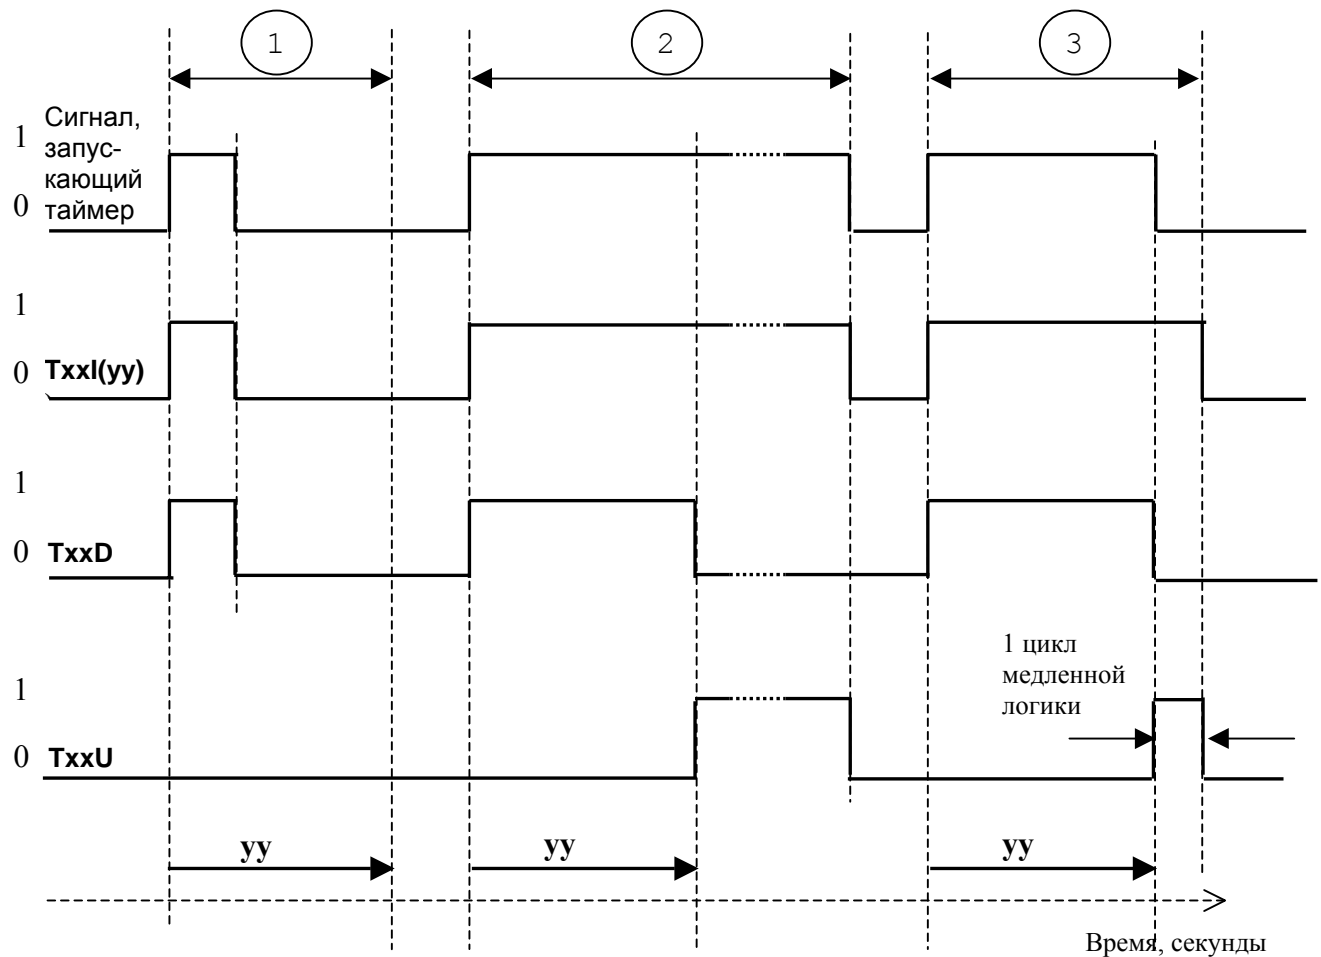 1
2
3
1
Сигнал,
запус-
кающий
таймер
0
1
0
TxxI(yy)
1
0
TxxD
1 цикл
медленной
логики
1
0
TxxU
yy
yy
yy
Время, секунды